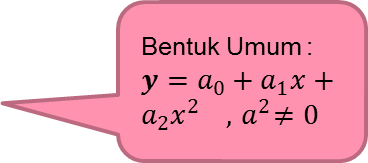 Bentuk Umum :
𝒚 = a₀ + a₁x +
a₂x² , a² ≠ 0